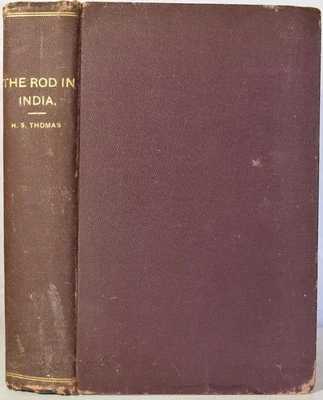 THE ROD IN
INDIA.
H. S. THOMAS